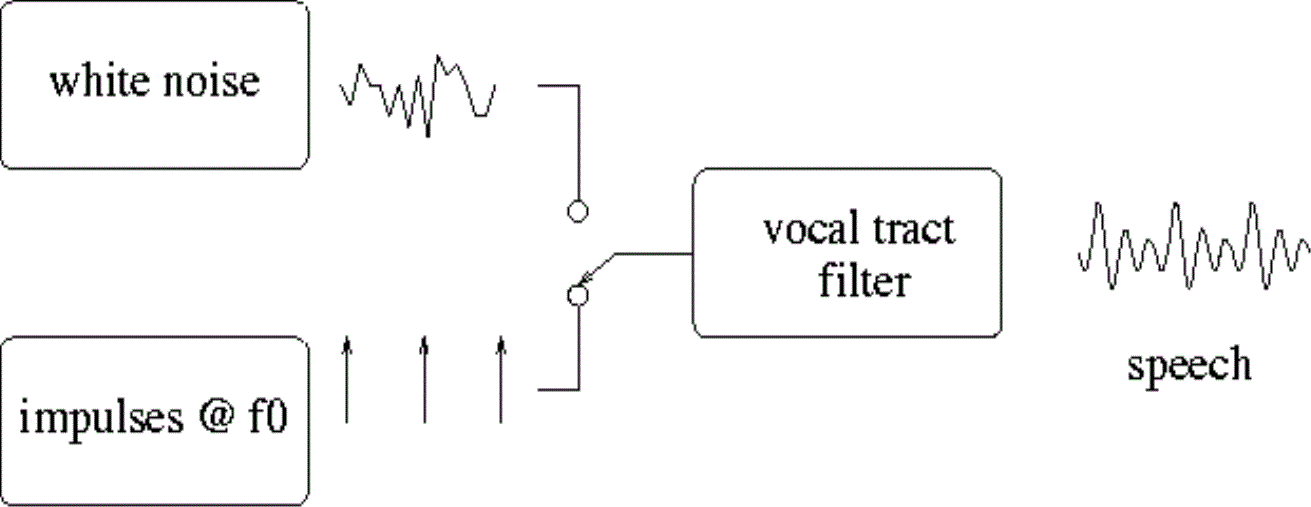 white noise
vocal tract
filter
speech
impulses @ f0